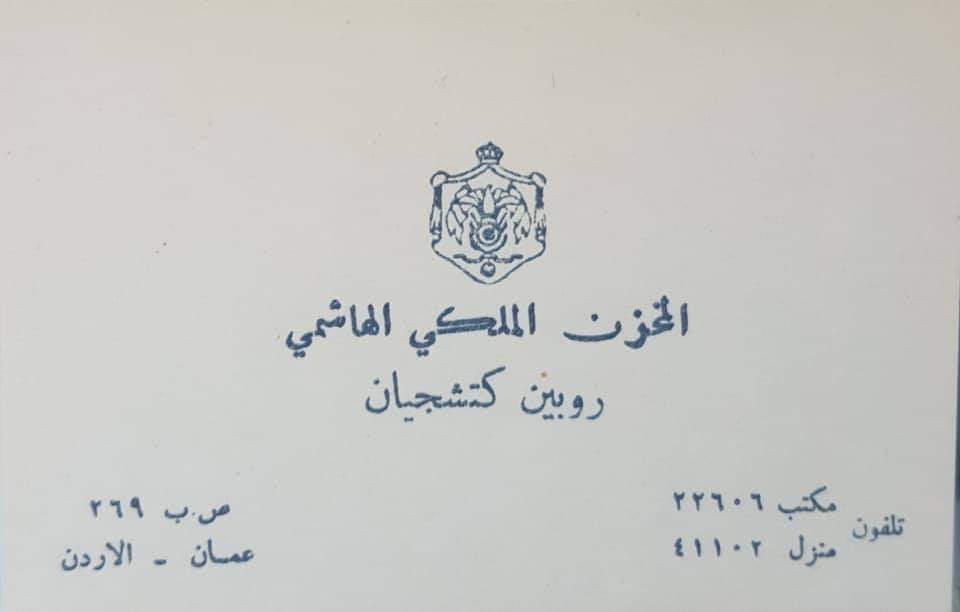 المخزن الملكي الهاشمي
روبين كتشجيان
تلفون
مكتب ٢٢٦٠٦
منزل ٤١١٠٢
ص.ب ٢٦٩
عمان - الاردن